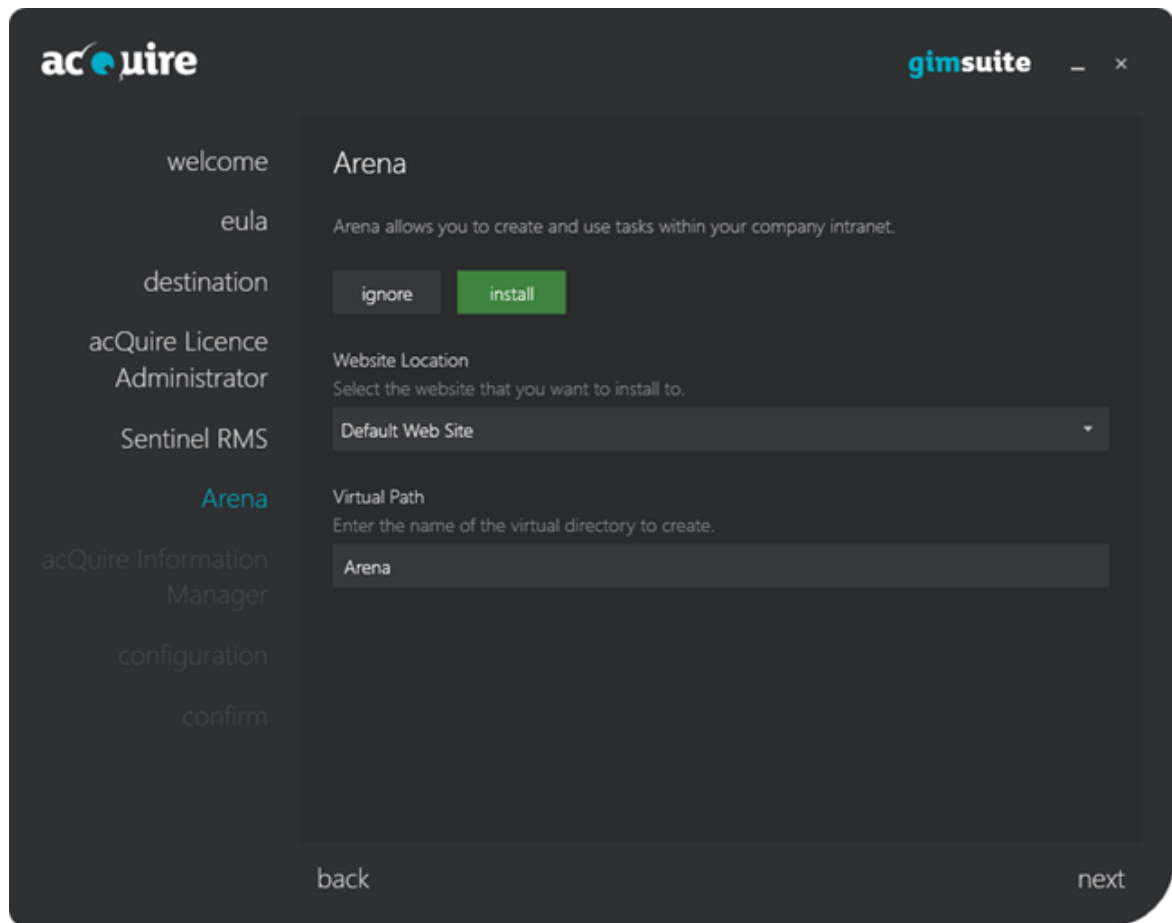 acQuire
gimsuite
welcome
eula
destination
acQuire Licence
Administrator
Sentinel RMS
Arena
acQuire Information
Manager
configuration
confirm
Arena
Arena allows you to create and use tasks within your company intranet.
ignore
install
Website Location
Select the website that you want to install to.
Default Web Site
Virtual Path
Enter the name of the virtual directory to create.
Arena
back
next